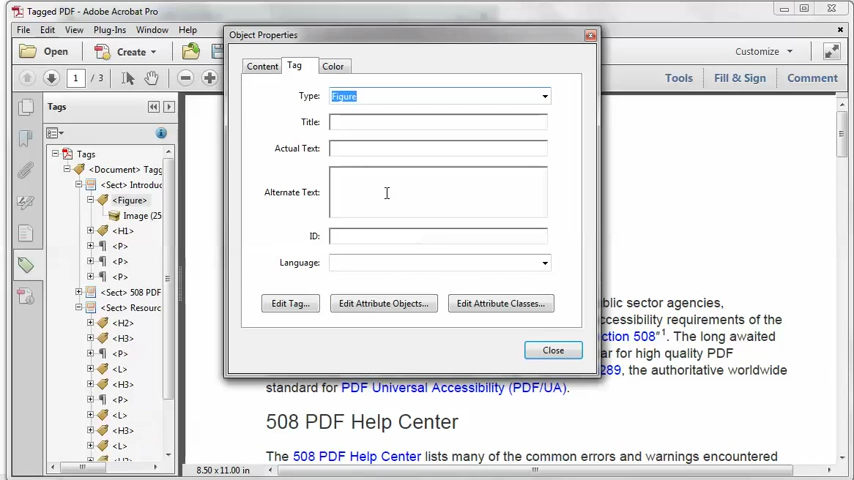 Tagged PDF - Adobe Acrobat Pro
File Edit View Plug-Ins Window Help
Open Create Customize
1 / 3 Tools Fill & Sign Comment
Tags
Tags
<Document> Tagg
<Sect> Introduc
<Figure>
Image (25
<H1>
<P>
<P>
<P>
<Sect> 508 PDF
<Sect> Resourc
<H2>
<H3>
<P>
<L>
<H3>
<P>
<L>
<H3>
<L>
Object Properties
Content Tag Color
Type: Figure
Title:
Actual Text:
Alternate Text:
ID:
Language:
Edit Tag... Edit Attribute Objects... Edit Attribute Classes...
Close
blic sector agencies,
ccessibility requirements of the
ction 508"1. The long awaited
ar for high quality PDF
289, the authoritative worldwide
standard for PDF Universal Accessibility (PDF/UA).
508 PDF Help Center
The 508 PDF Help Center lists many of the common errors and warnings encountered
8.50 x 11.00 in